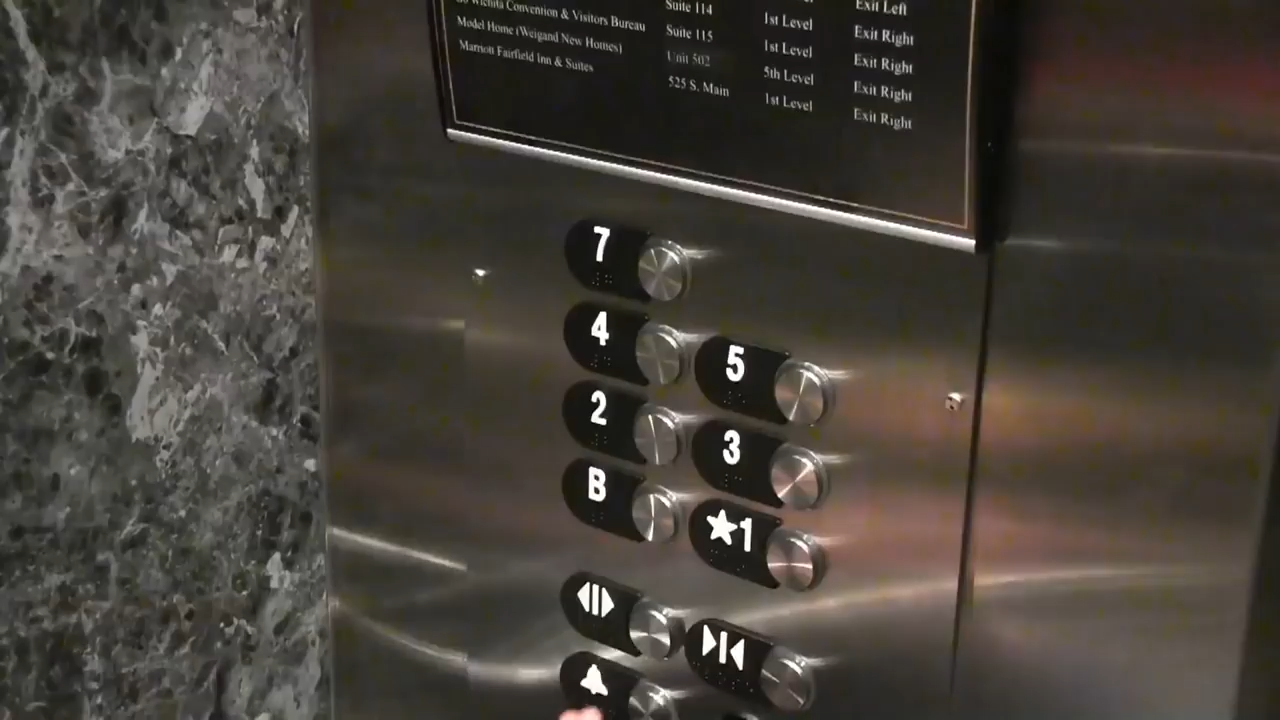 Suite 114 Exit Left
Wichita Convention & Visitors Bureau Suite 115 1st Level Exit Right
Model Home (Weigand New Homes) Unit 502 1st Level Exit Right
Marriott Fairfield Inn & Suites 525 S. Main 5th Level Exit Right
1st Level Exit Right
7
4 5
2 3
B ★1